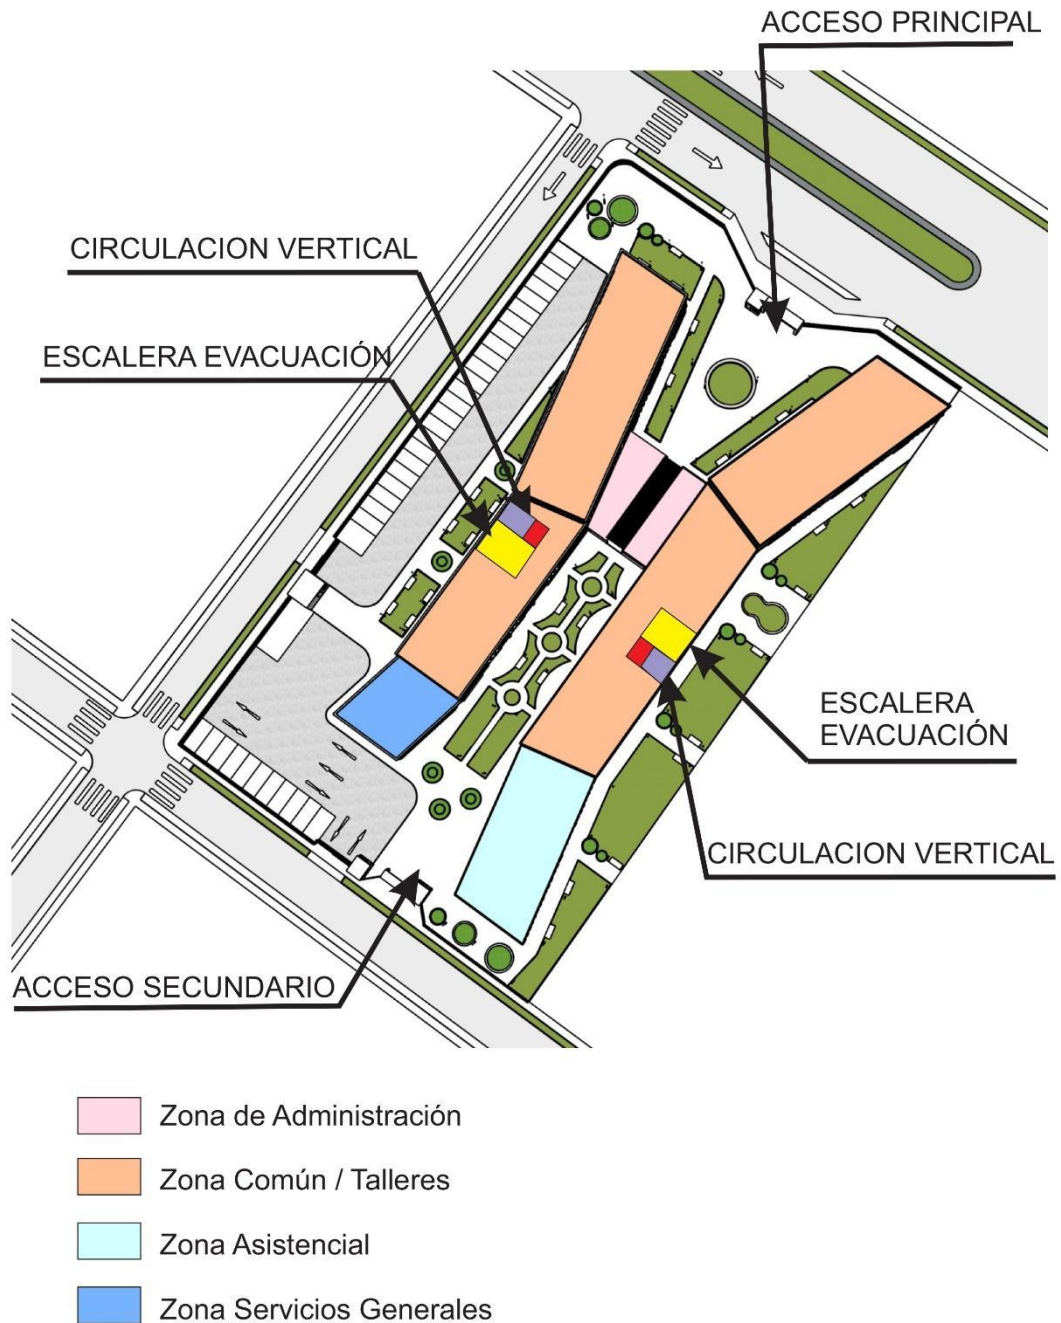 ACCESO PRINCIPAL
CIRCULACION VERTICAL
ESCALERA EVACUACIÓN
ESCALERA
EVACUACIÓN
CIRCULACION VERTICAL
ACCESO SECUNDARIO
Zona de Administración
Zona Común / Talleres
Zona Asistencial
Zona Servicios Generales